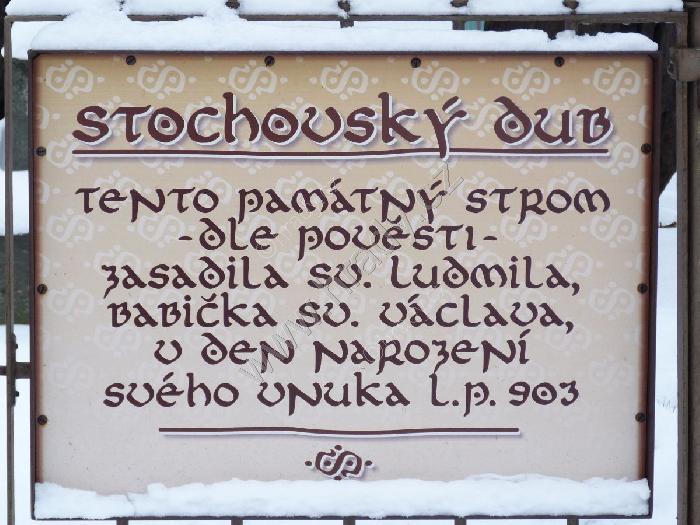 Stochovský dub
Tento památný strom
-dle pověsti-
zasadila sv. Ludmila,
babička sv. Václava,
v den narození
svého vnuka l.p. 903